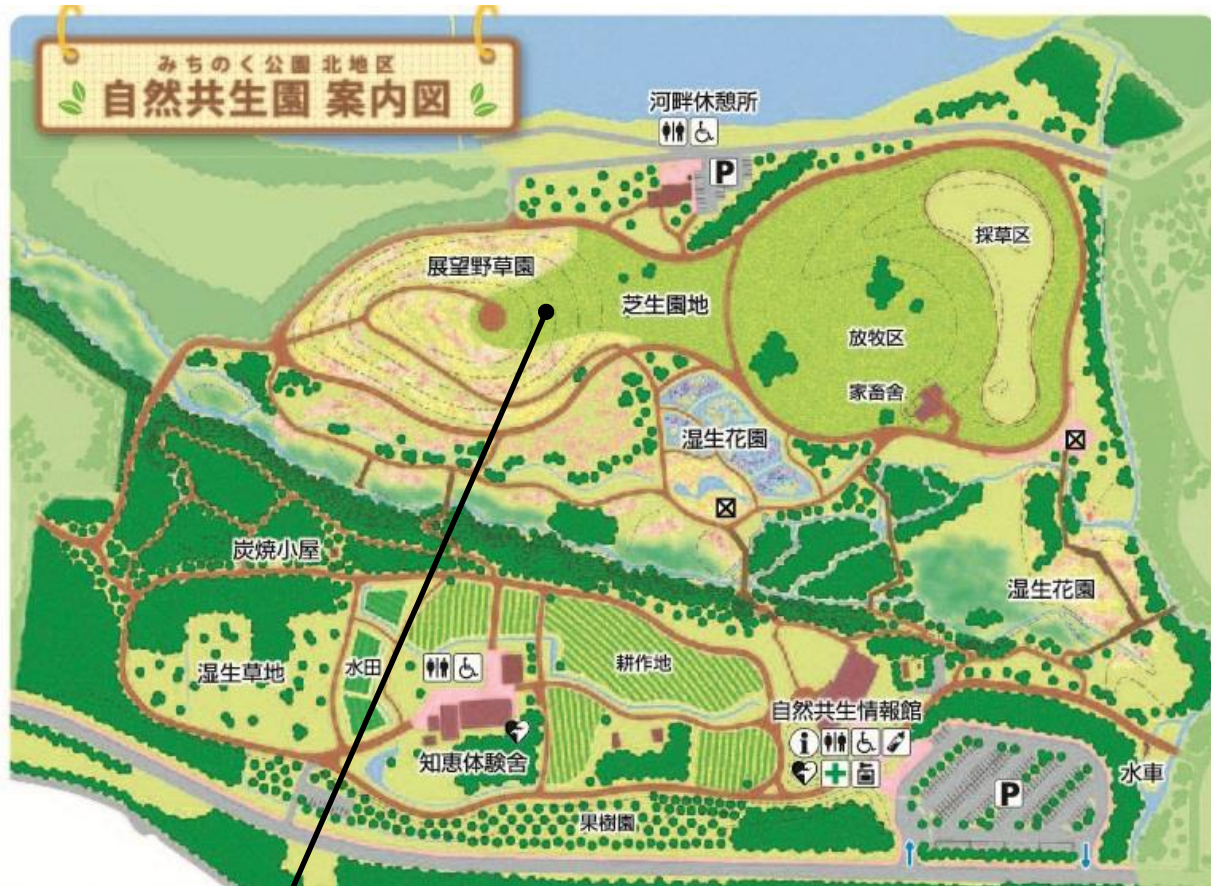 みちのく公園 北地区
自然共生園 案内図
河畔休憩所
P
採草区
展望野草園
芝生園地
放牧区
家畜舎
湿生花園
炭焼小屋
湿生花園
湿生草地
水田
耕作地
自然共生情報館
知恵体験舎
水車
P
果樹園